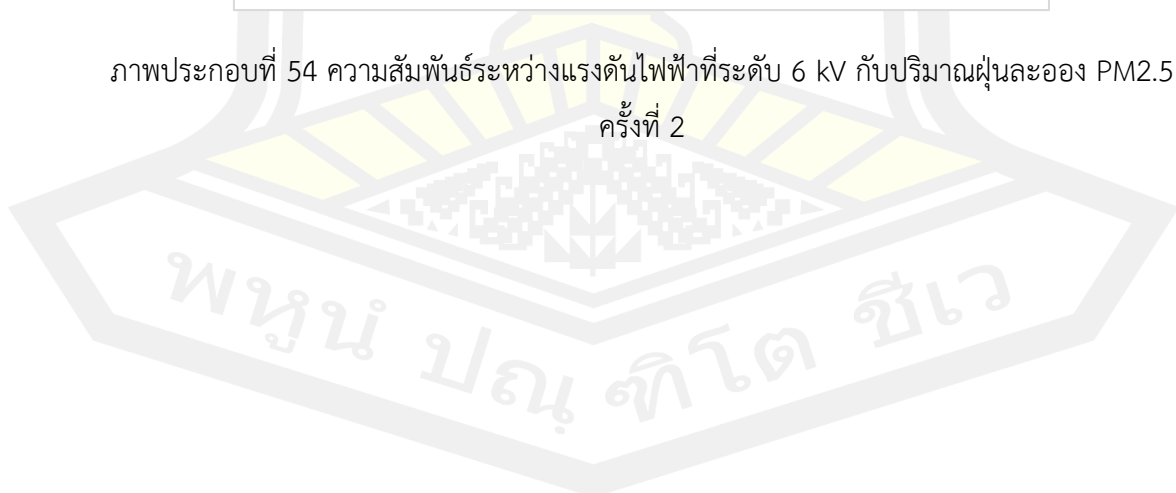 ภาพประกอบที่ 54 ความสัมพันธ์ระหว่างแรงดันไฟฟ้าที่ระดับ 6 kV กับปริมาณฝุ่นละออง PM2.5
ครั้งที่ 2
พหูนํ ปณฺฑิโต ชีเว